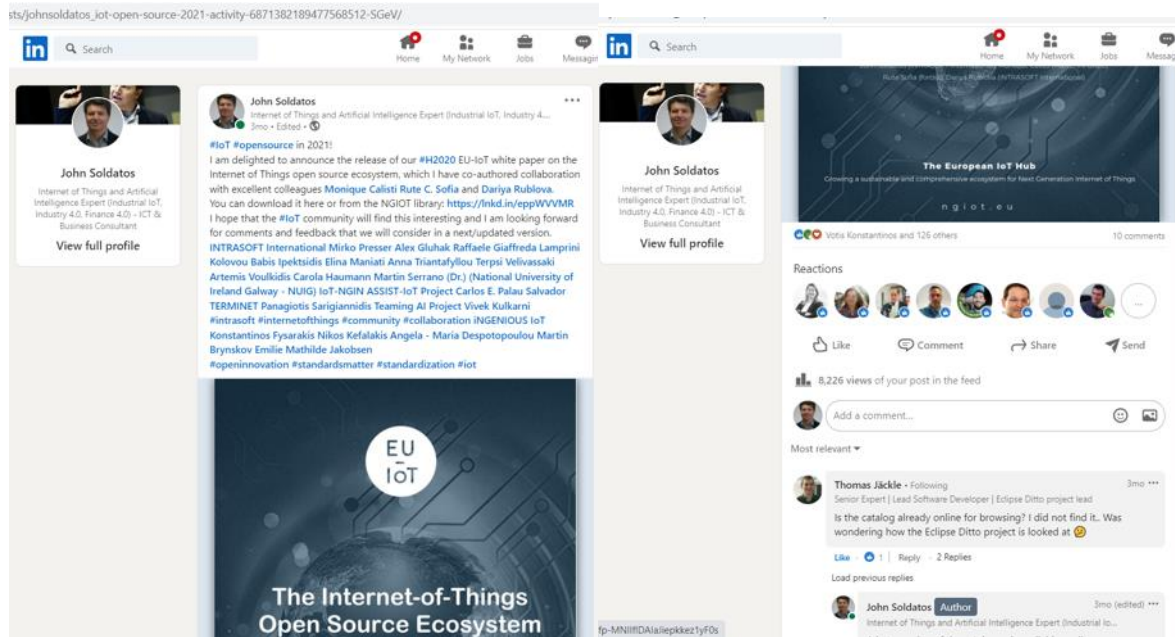 sts/johnsoldatos_iot-open-source-2021-activity-6871382189477568512-SGeV/
in
Search
Home
My Network
Jobs
Messagin
John Soldatos
Internet of Things and Artificial
Intelligence Expert (Industrial IoT,
Industry 4.0, Finance 4.0) - ICT &
Business Consultant
View full profile
John Soldatos
Internet of Things and Artificial Intelligence Expert (Industrial IoT, Industry 4....
3mo • Edited •
#IoT #opensource in 2021!
I am delighted to announce the release of our #H2020 EU-IoT white paper on the
Internet of Things open source ecosystem, which I have co-authored collaboration
with excellent colleagues Monique Calisti Rute C. Sofia and Dariya Rublova.
You can download it here or from the NGIOT library: https://lnkd.in/eppWVVMR
I hope that the #IoT community will find this interesting and I am looking forward
for comments and feedback that we will consider in a next/updated version.
INTRASOFT International Mirko Presser Alex Gluhak Raffaele Giaffreda Lamprini
Kolovou Babis Ipektsidis Elina Maniati Anna Triantafyllou Terpsi Velivassaki
Artemis Voulkidis Carola Haumann Martin Serrano (Dr.) (National University of
Ireland Galway - NUIG) IoT-NGIN ASSIST-IoT Project Carlos E. Palau Salvador
TERMINET Panagiotis Sarigiannidis Teaming AI Project Vivek Kulkarni
#intrasoft #internetofthings #community #collaboration iNGENIOUS IoT
Konstantinos Fysarakis Nikos Kefalakis Angela - Maria Despotopoulou Martin
Brynskov Emilie Mathilde Jakobsen
#openinnovation #standardsmatter #standardization #iot
EU
-
IoT
The Internet-of-Things
Open Source Ecosystem
in
Search
Home
My Network
Jobs
Messag
John Soldatos
Internet of Things and Artificial
Intelligence Expert (Industrial IoT,
Industry 4.0, Finance 4.0) - ICT &
Business Consultant
View full profile
The European IoT Hub
Growing a sustainable and comprehensive ecosystem for Next Generation Internet of Things
ngiot.eu
Votis Konstantinos and 126 others
10 comments
Reactions
...
Like
Comment
Share
Send
8,226 views of your post in the feed
Add a comment...
Most relevant
Thomas Jäckle • Following
3mo •••
Senior Expert | Lead Software Developer | Eclipse Ditto project lead
Is the catalog already online for browsing? I did not find it.. Was
wondering how the Eclipse Ditto project is looked at
Like · 1 | Reply · 2 Replies
Load previous replies
John Soldatos Author
3mo (edited) •••
Internet of Things and Artificial Intelligence Expert (Industrial Io...